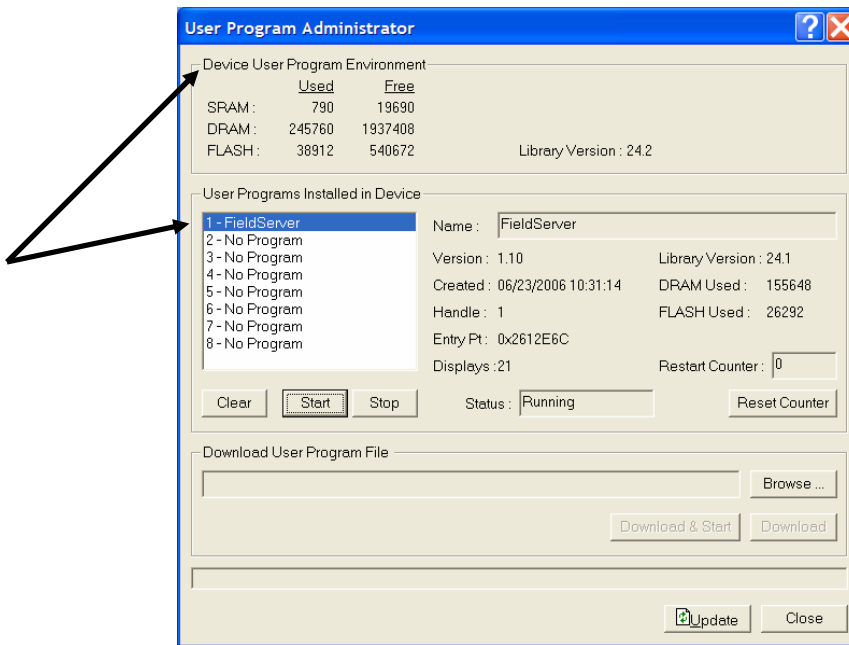 User Program Administrator
Device User Program Environment
Used Free
SRAM : 790 19690
DRAM : 245760 1937408
FLASH : 38912 540672 Library Version : 24.2
User Programs Installed in Device
1 - FieldServer
2 - No Program
3 - No Program
4 - No Program
5 - No Program
6 - No Program
7 - No Program
8 - No Program
Name : FieldServer
Version : 1.10 Library Version : 24.1
Created : 06/23/2006 10:31:14 DRAM Used : 155648
Handle : 1 FLASH Used : 26292
Entry Pt : 0x2612E6C
Displays :21 Restart Counter : 0
Clear Start Stop Status : Running Reset Counter
Download User Program File
Browse ...
Download & Start Download
Update Close